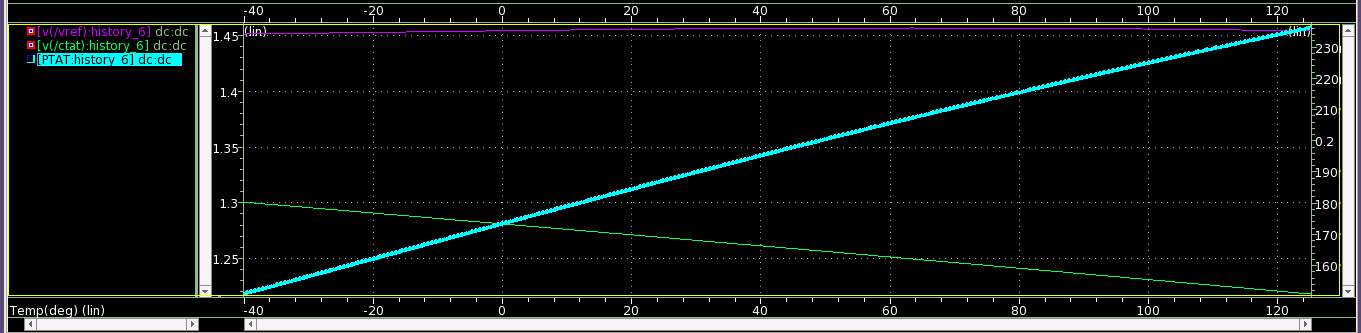 -40 -20 0 20 40 60 80 100 120
[v(/vref):history_6] dc:dc
[v(/ctat):history_6] dc:dc
[PTAT:history_6] dc:dc
(lin) (lin)
1.45
1.4
1.35
1.3
1.25
230
220
210
0.2
190
180
170
160
-40 -20 0 20 40 60 80 100 120
Temp(deg) (lin)